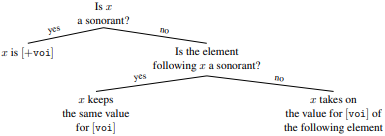 Is x
a sonorant?
yes
no
x is [+voi]
Is the element
following x a sonorant?
yes
no
x keeps
the same value
for [voi]
x takes on
the value for [voi] of
the following element